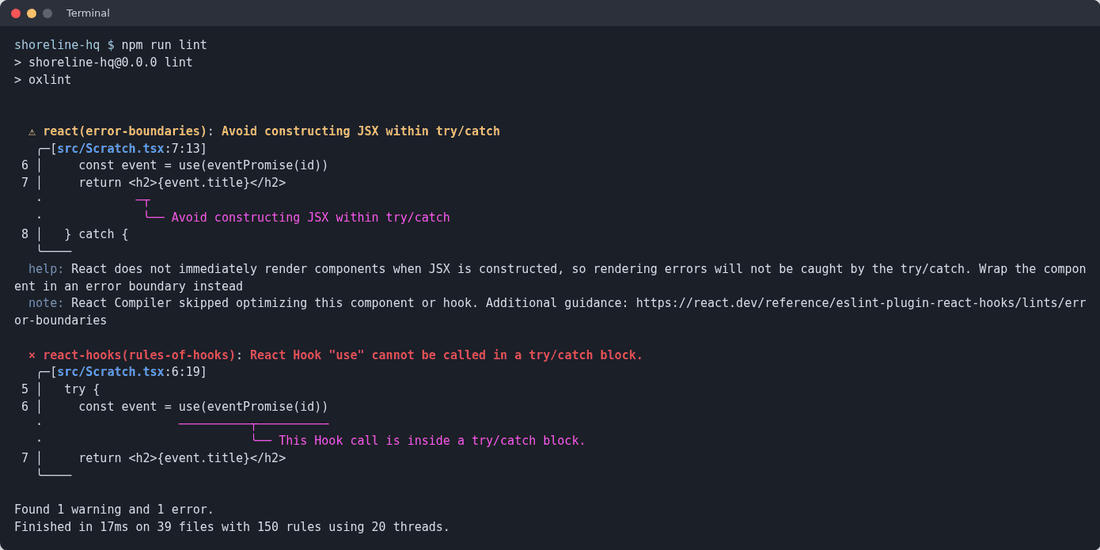 Terminal
shoreline-hq $ npm run lint
> shoreline-hq@0.0.0 lint
> oxlint
⚠ react(error-boundaries): Avoid constructing JSX within try/catch
╭─[src/Scratch.tsx:7:13]
6 │     const event = use(eventPromise(id))
7 │     return <h2>{event.title}</h2>
·             ─┬
·              ╰── Avoid constructing JSX within try/catch
8 │   } catch {
╰────
help: React does not immediately render components when JSX is constructed, so rendering errors will not be caught by the try/catch. Wrap the compon
ent in an error boundary instead
note: React Compiler skipped optimizing this component or hook. Additional guidance: https://react.dev/reference/eslint-plugin-react-hooks/lints/err
or-boundaries
× react-hooks(rules-of-hooks): React Hook "use" cannot be called in a try/catch block.
╭─[src/Scratch.tsx:6:19]
5 │   try {
6 │     const event = use(eventPromise(id))
·                   ──────────┬──────────
·                             ╰── This Hook call is inside a try/catch block.
7 │     return <h2>{event.title}</h2>
╰────
Found 1 warning and 1 error.
Finished in 17ms on 39 files with 150 rules using 20 threads.